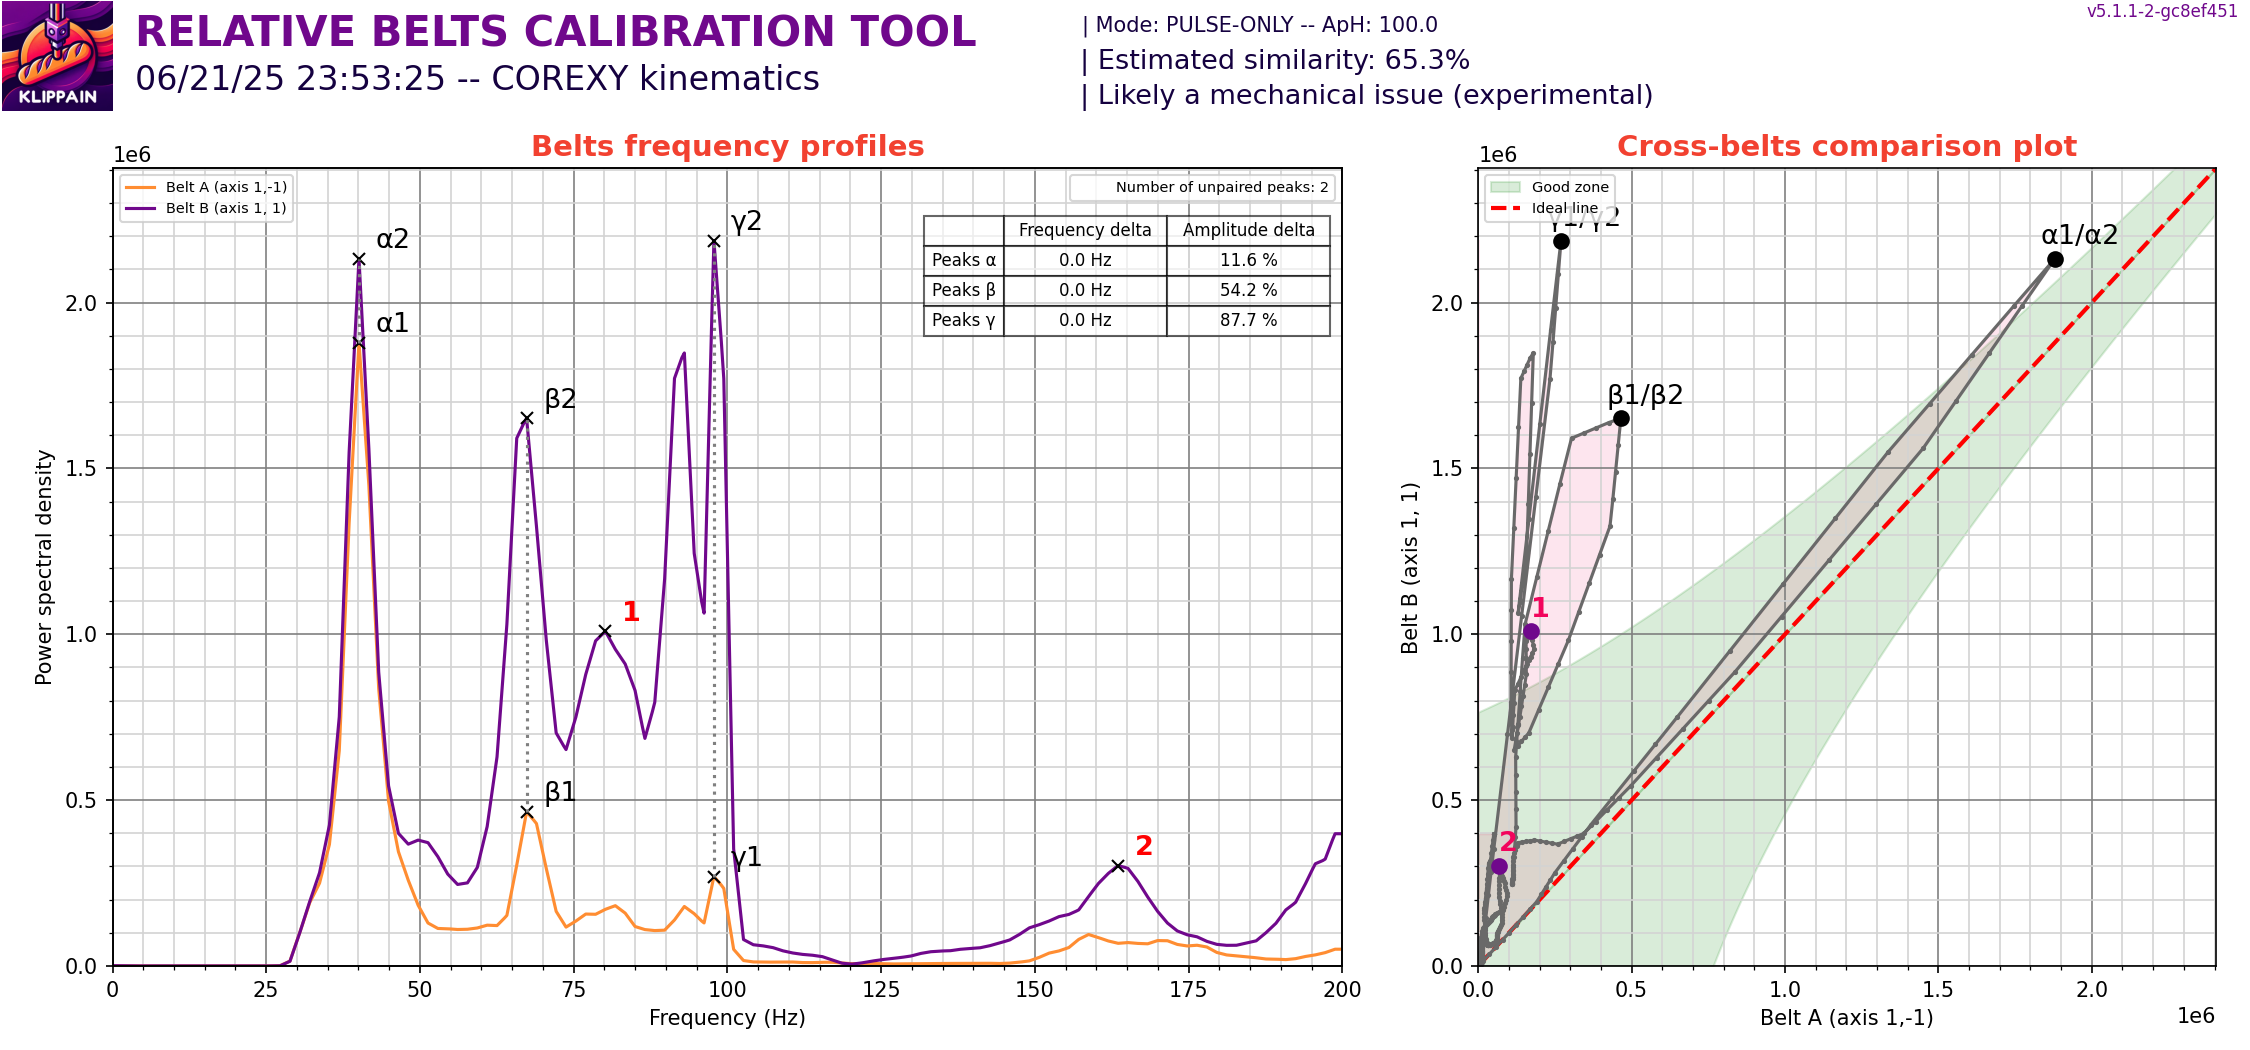 KLIPPAIN
RELATIVE BELTS CALIBRATION TOOL
06/21/25 23:53:25 -- COREXY kinematics
| Mode: PULSE-ONLY -- ApH: 100.0
| Estimated similarity: 65.3%
| Likely a mechanical issue (experimental)
v5.1.1-2-gc8ef451
Belts frequency profiles
1e6
Belt A (axis 1,-1)
Belt B (axis 1, 1)
Number of unpaired peaks: 2
Frequency delta Amplitude delta
Peaks α 0.0 Hz 11.6 %
Peaks β 0.0 Hz 54.2 %
Peaks γ 0.0 Hz 87.7 %
α2
α1
β2
β1
γ2
γ1
1
2
Power spectral density
2.0
1.5
1.0
0.5
0.0
0 25 50 75 100 125 150 175 200
Frequency (Hz)
Cross-belts comparison plot
1e6
Good zone
Ideal line
γ1/γ2
α1/α2
β1/β2
1
2
Belt B (axis 1, 1)
2.0
1.5
1.0
0.5
0.0
0.0 0.5 1.0 1.5 2.0
Belt A (axis 1,-1)
1e6